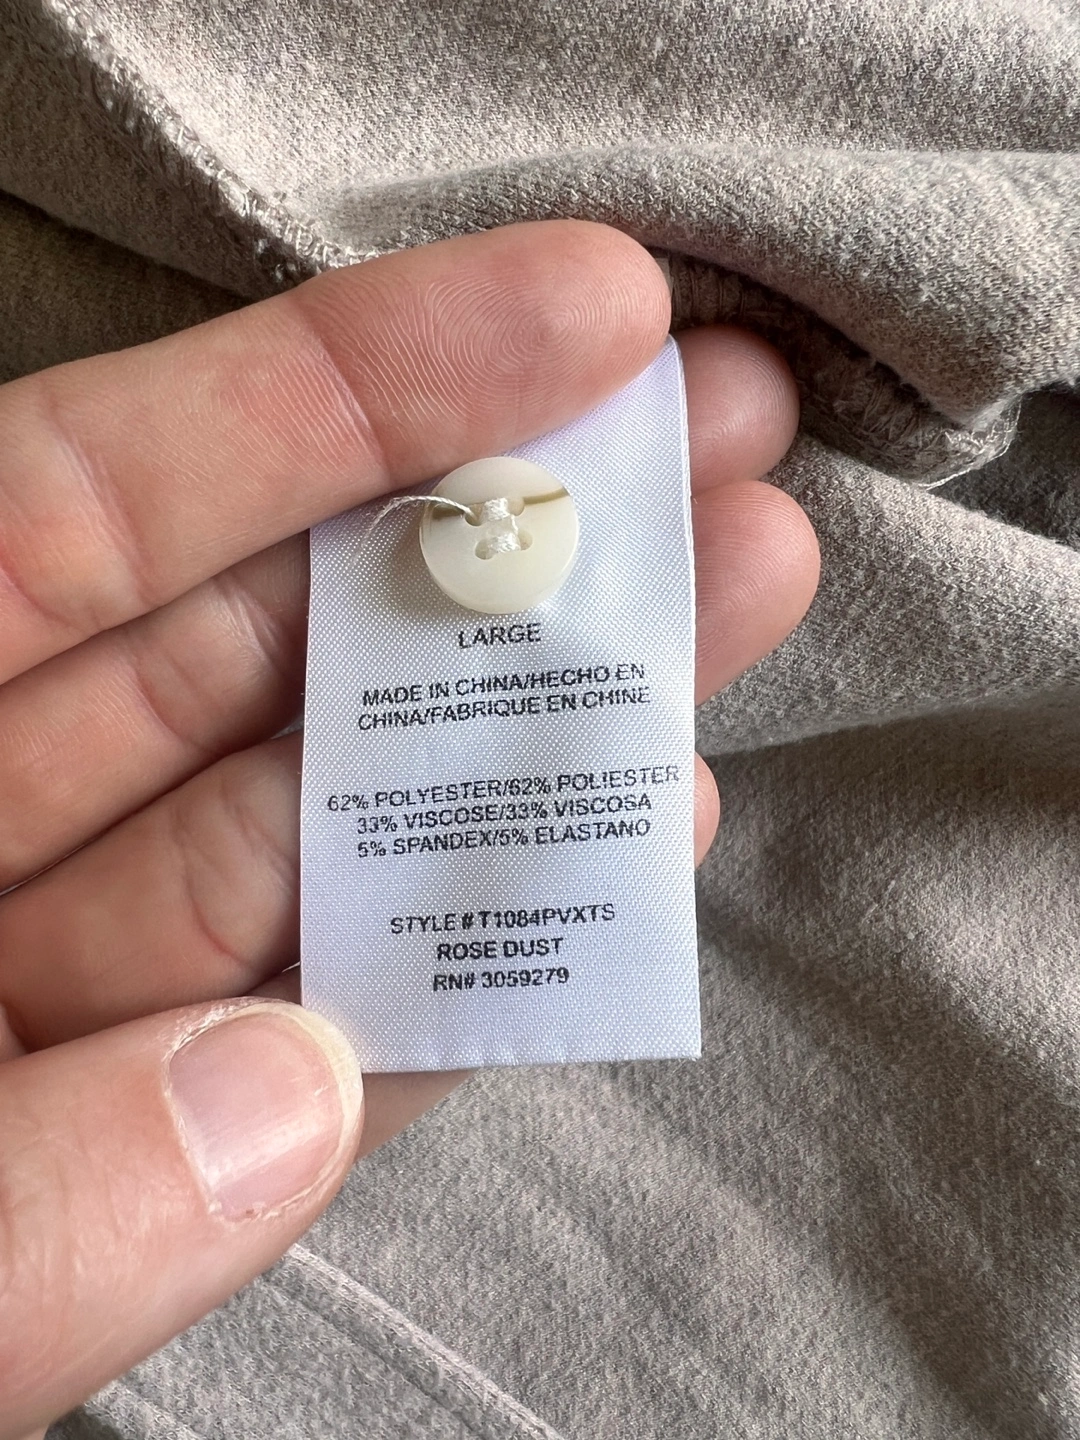 LARGE
MADE IN CHINA/HECHO EN
CHINA/FABRIQUE EN CHINE
62% POLYESTER/62% POLIESTER
33% VISCOSE/33% VISCOSA
5% SPANDEX/5% ELASTANO
STYLE # T1084PVXTS
ROSE DUST
RN# 3059279